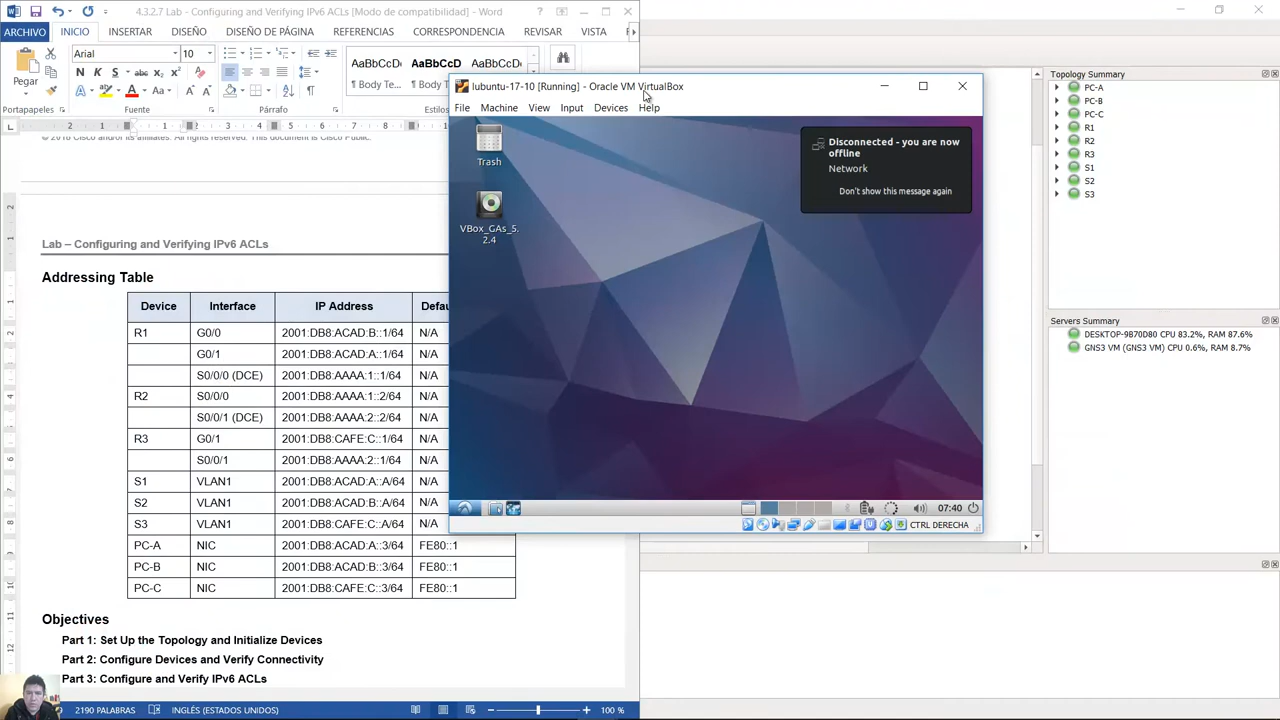 4.3.2.7 Lab - Configuring and Verifying IPv6 ACLs [Modo de compatibilidad] - Word
ARCHIVO INICIO INSERTAR DISEÑO DISEÑO DE PÁGINA REFERENCIAS CORRESPONDENCIA REVISAR VISTA
Arial 10
Pegar
AaBbCcD AaBbCcD AaBbCcD
¶ Body Te... ¶ Body T
Portapapeles Fuente
Lab – Configuring and Verifying IPv6 ACLs
Addressing Table
Device Interface IP Address
R1 G0/0 2001:DB8:ACAD:B::1/64 N/A
G0/1 2001:DB8:ACAD:A::1/64 N/A
S0/0/0 (DCE) 2001:DB8:AAAA:1::1/64 N/A
R2 S0/0/0 2001:DB8:AAAA:1::2/64 N/A
S0/0/1 (DCE) 2001:DB8:AAAA:2::2/64 N/A
R3 G0/1 2001:DB8:CAFE:C::1/64 N/A
S0/0/1 2001:DB8:AAAA:2::1/64 N/A
S1 VLAN1 2001:DB8:ACAD:A::A/64 N/A
S2 VLAN1 2001:DB8:ACAD:B::A/64 N/A
S3 VLAN1 2001:DB8:CAFE:C::A/64 N/A
PC-A NIC 2001:DB8:ACAD:A::3/64 FE80::1
PC-B NIC 2001:DB8:ACAD:B::3/64 FE80::1
PC-C NIC 2001:DB8:CAFE:C::3/64 FE80::1
Objectives
Part 1: Set Up the Topology and Initialize Devices
Part 2: Configure Devices and Verify Connectivity
Part 3: Configure and Verify IPv6 ACLs
2190 PALABRAS INGLÉS (ESTADOS UNIDOS) 100 %
lubuntu-17-10 [Running] - Oracle VM VirtualBox
File Machine View Input Devices Help
Trash
VBox_GAs_5.
2.4
Disconnected - you are now
offline
Network
Don't show this message again
07:40
CTRL DERECHA
Topology Summary
PC-A
PC-B
PC-C
R1
R2
R3
S1
S2
S3
Servers Summary
DESKTOP-9870D80 CPU 83.2%, RAM 87.6%
GNS3 VM (GNS3 VM) CPU 0.6%, RAM 8.7%